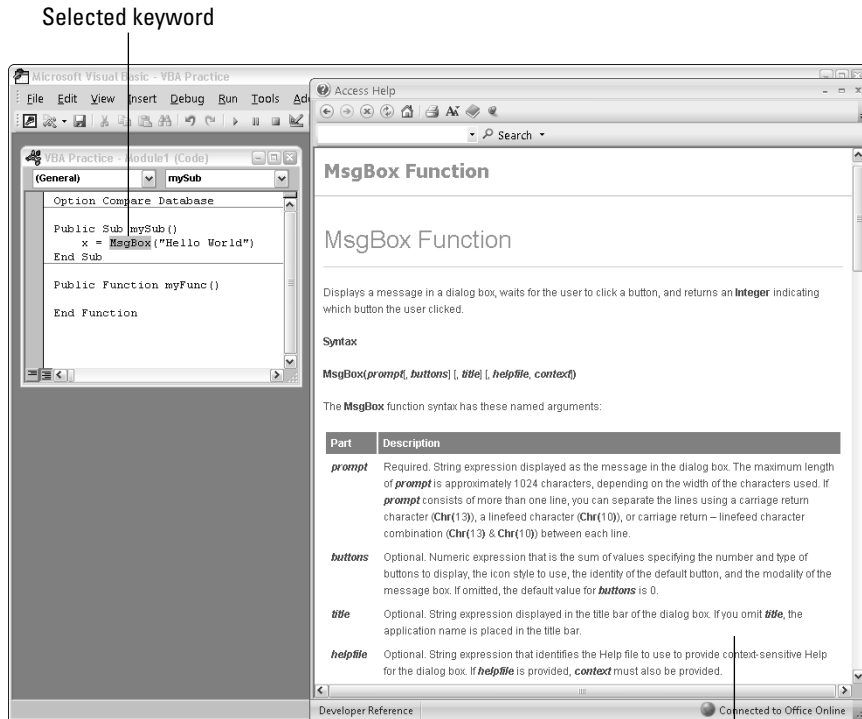 Selected keyword
Microsoft Visual Basic - VBA Practice
File Edit View Insert Debug Run Tools
VBA Practice - Module1 (Code)
(General) mySub
Option Compare Database
Public Sub mySub()
x = MsgBox("Hello World")
End Sub
Public Function myFunc()
End Function
Access Help
Search
MsgBox Function
MsgBox Function
Displays a message in a dialog box, waits for the user to click a button, and returns an Integer indicating
which button the user clicked.
Syntax
MsgBox(prompt[, buttons] [, title] [, helpfile, context])
The MsgBox function syntax has these named arguments:
Part Description
prompt Required. String expression displayed as the message in the dialog box. The maximum length
of prompt is approximately 1024 characters, depending on the width of the characters used. If
prompt consists of more than one line, you can separate the lines using a carriage return
character (Chr(13)), a linefeed character (Chr(10)), or carriage return – linefeed character
combination (Chr(13) & Chr(10)) between each line.
buttons Optional. Numeric expression that is the sum of values specifying the number and type of
buttons to display, the icon style to use, the identity of the default button, and the modality of the
message box. If omitted, the default value for buttons is 0.
title Optional. String expression displayed in the title bar of the dialog box. If you omit title, the
application name is placed in the title bar.
helpfile Optional. String expression that identifies the Help file to use to provide context-sensitive Help
for the dialog box. If helpfile is provided, context must also be provided.
Developer Reference Connected to Office Online